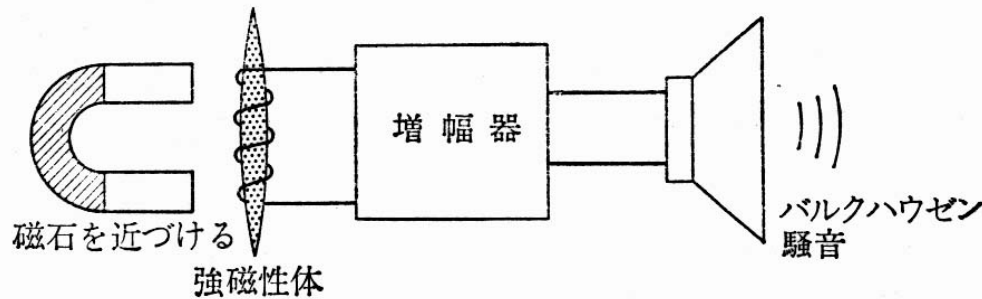 増幅器
磁石を近づける
強磁性体
バルクハウゼン
騒音